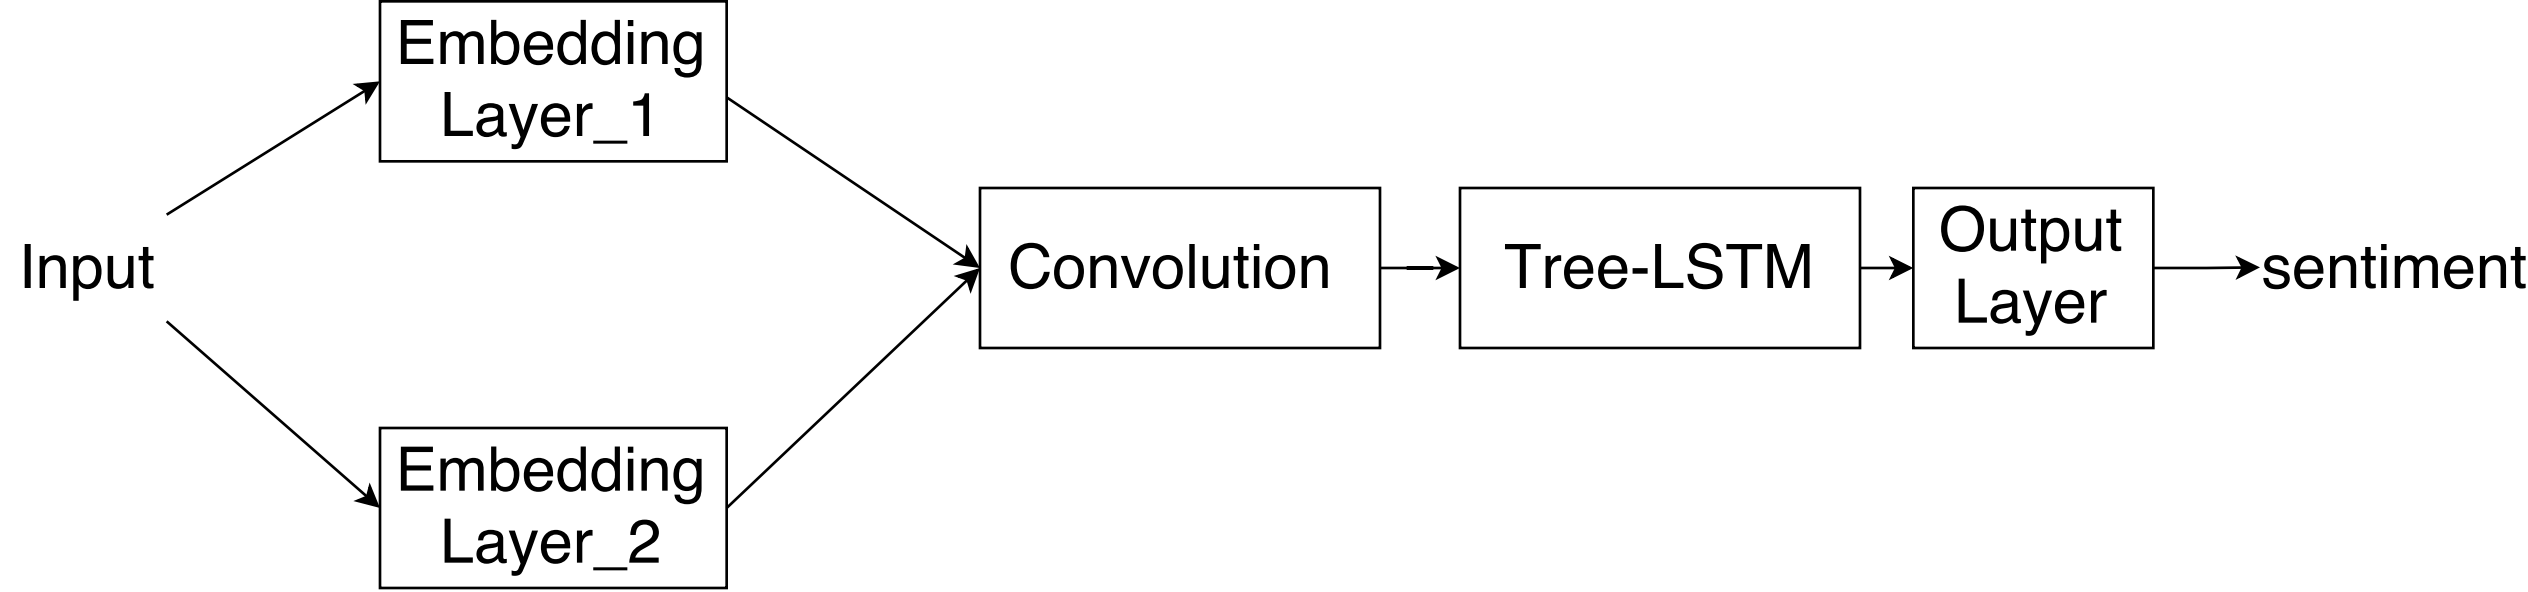 Input
Embedding
Layer_1
Embedding
Layer_2
Convolution
Tree-LSTM
Output
Layer
sentiment